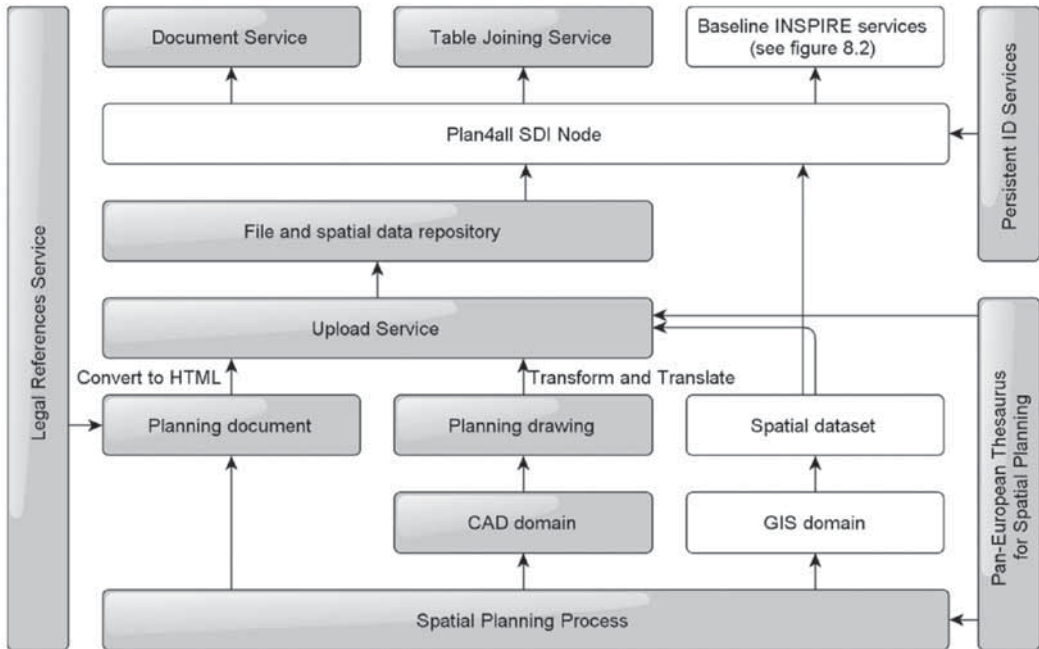 Document Service
Table Joining Service
Baseline INSPIRE services
(see figure 8.2)
Plan4all SDI Node
Persistent ID Services
File and spatial data repository
Legal References Service
Upload Service
Convert to HTML
Transform and Translate
Planning document
Planning drawing
Spatial dataset
Pan-European Thesaurus
for Spatial Planning
CAD domain
GIS domain
Spatial Planning Process